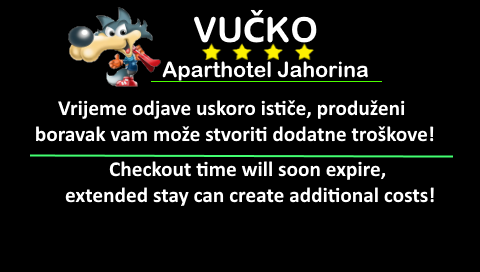 VUČKO
Aparthotel Jahorina
Vrijeme odjave uskoro ističe, produženi
boravak vam može stvoriti dodatne troškove!
Checkout time will soon expire,
extended stay can create additional costs!